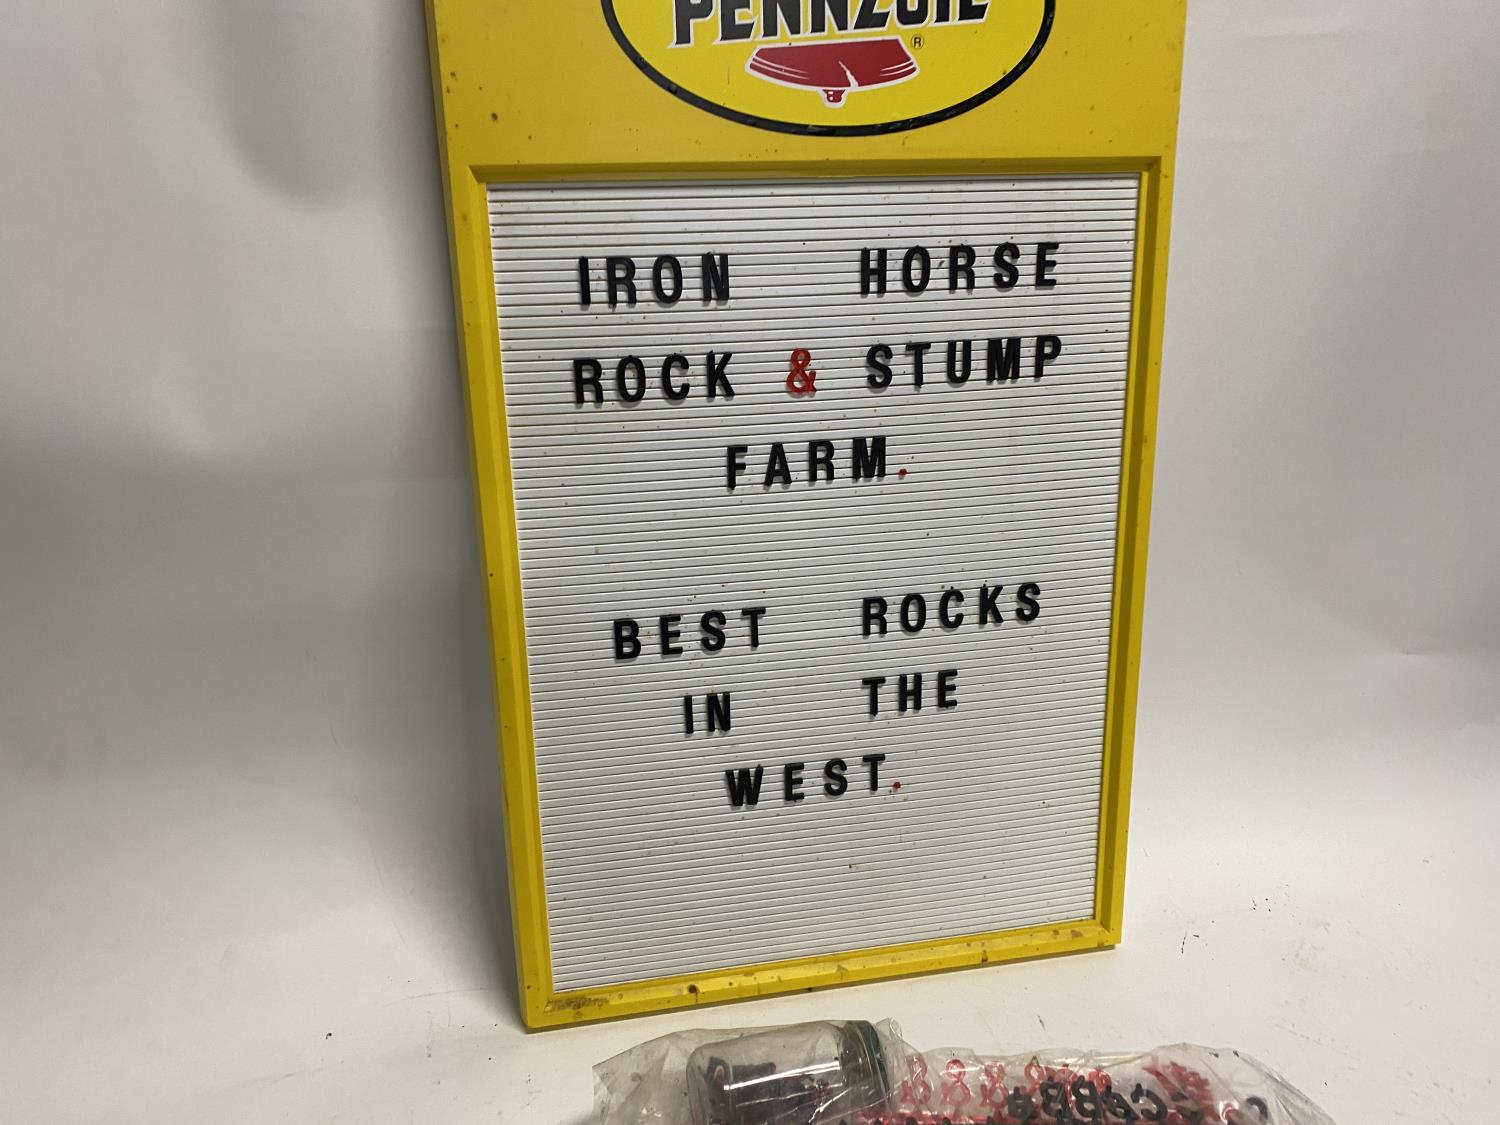 PENNZOIL
®
IRON HORSE
ROCK & STUMP
FARM.
BEST ROCKS
IN THE
WEST.